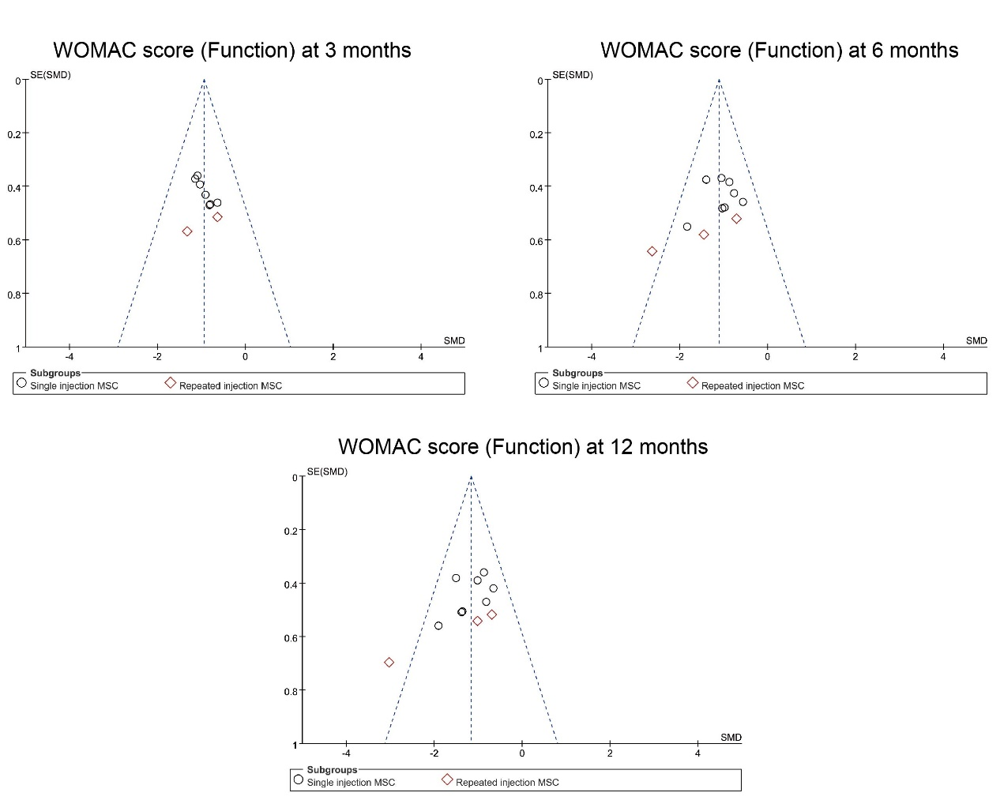 WOMAC score (Function) at 3 months
SE(SMD)
0
0.2
0.4
0.6
0.8
1
SMD
-4
-2
0
2
4
Subgroups
Single injection MSC
Repeated injection MSC
WOMAC score (Function) at 6 months
SE(SMD)
0
0.2
0.4
0.6
0.8
1
SMD
-4
-2
0
2
4
Subgroups
Single injection MSC
Repeated injection MSC
WOMAC score (Function) at 12 months
SE(SMD)
0
0.2
0.4
0.6
0.8
1
SMD
-4
-2
0
2
4
Subgroups
Single injection MSC
Repeated injection MSC